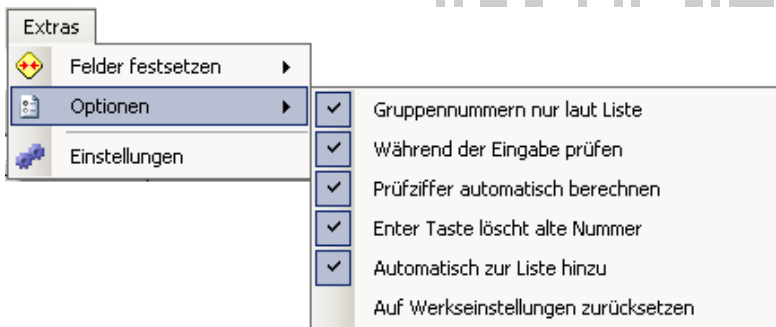 Extras
Felder festsetzen
Optionen
Einstellungen
Gruppennummern nur laut Liste
Während der Eingabe prüfen
Prüfziffer automatisch berechnen
Enter Taste löscht alte Nummer
Automatisch zur Liste hinzu
Auf Werkseinstellungen zurücksetzen